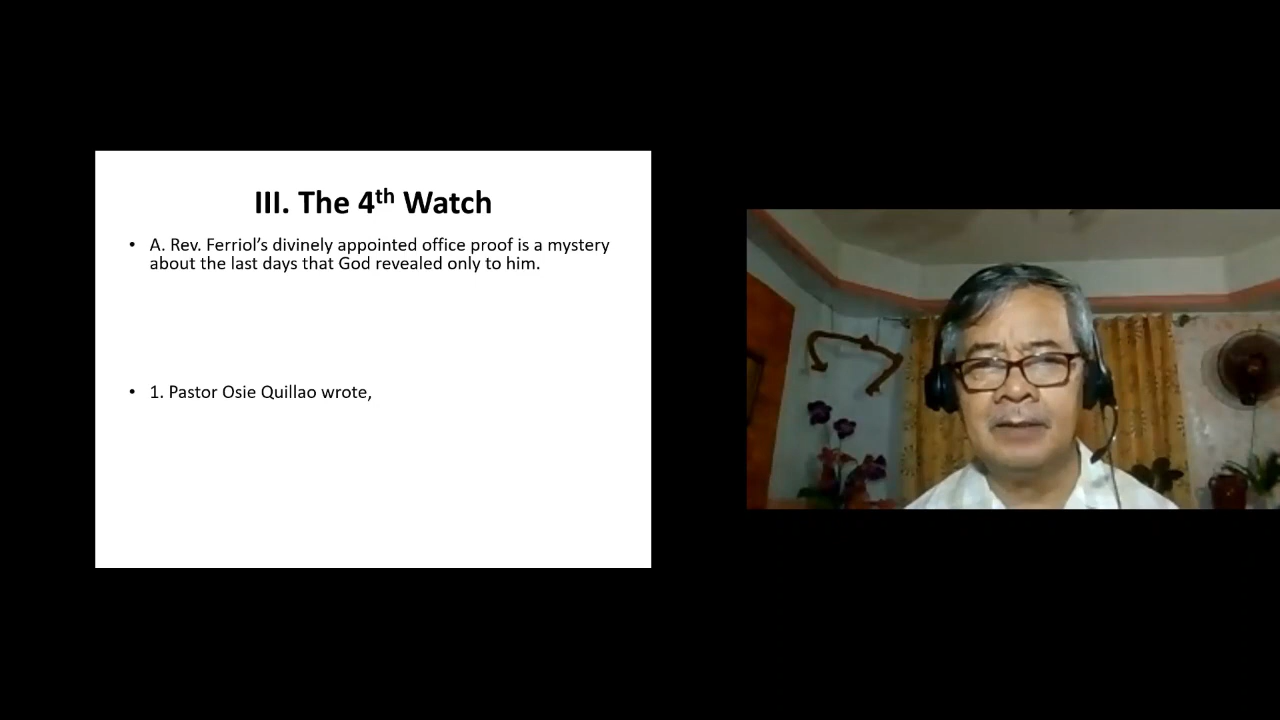 III. The 4th Watch
• A. Rev. Ferriol's divinely appointed office proof is a mystery
about the last days that God revealed only to him.
• 1. Pastor Osie Quillao wrote,